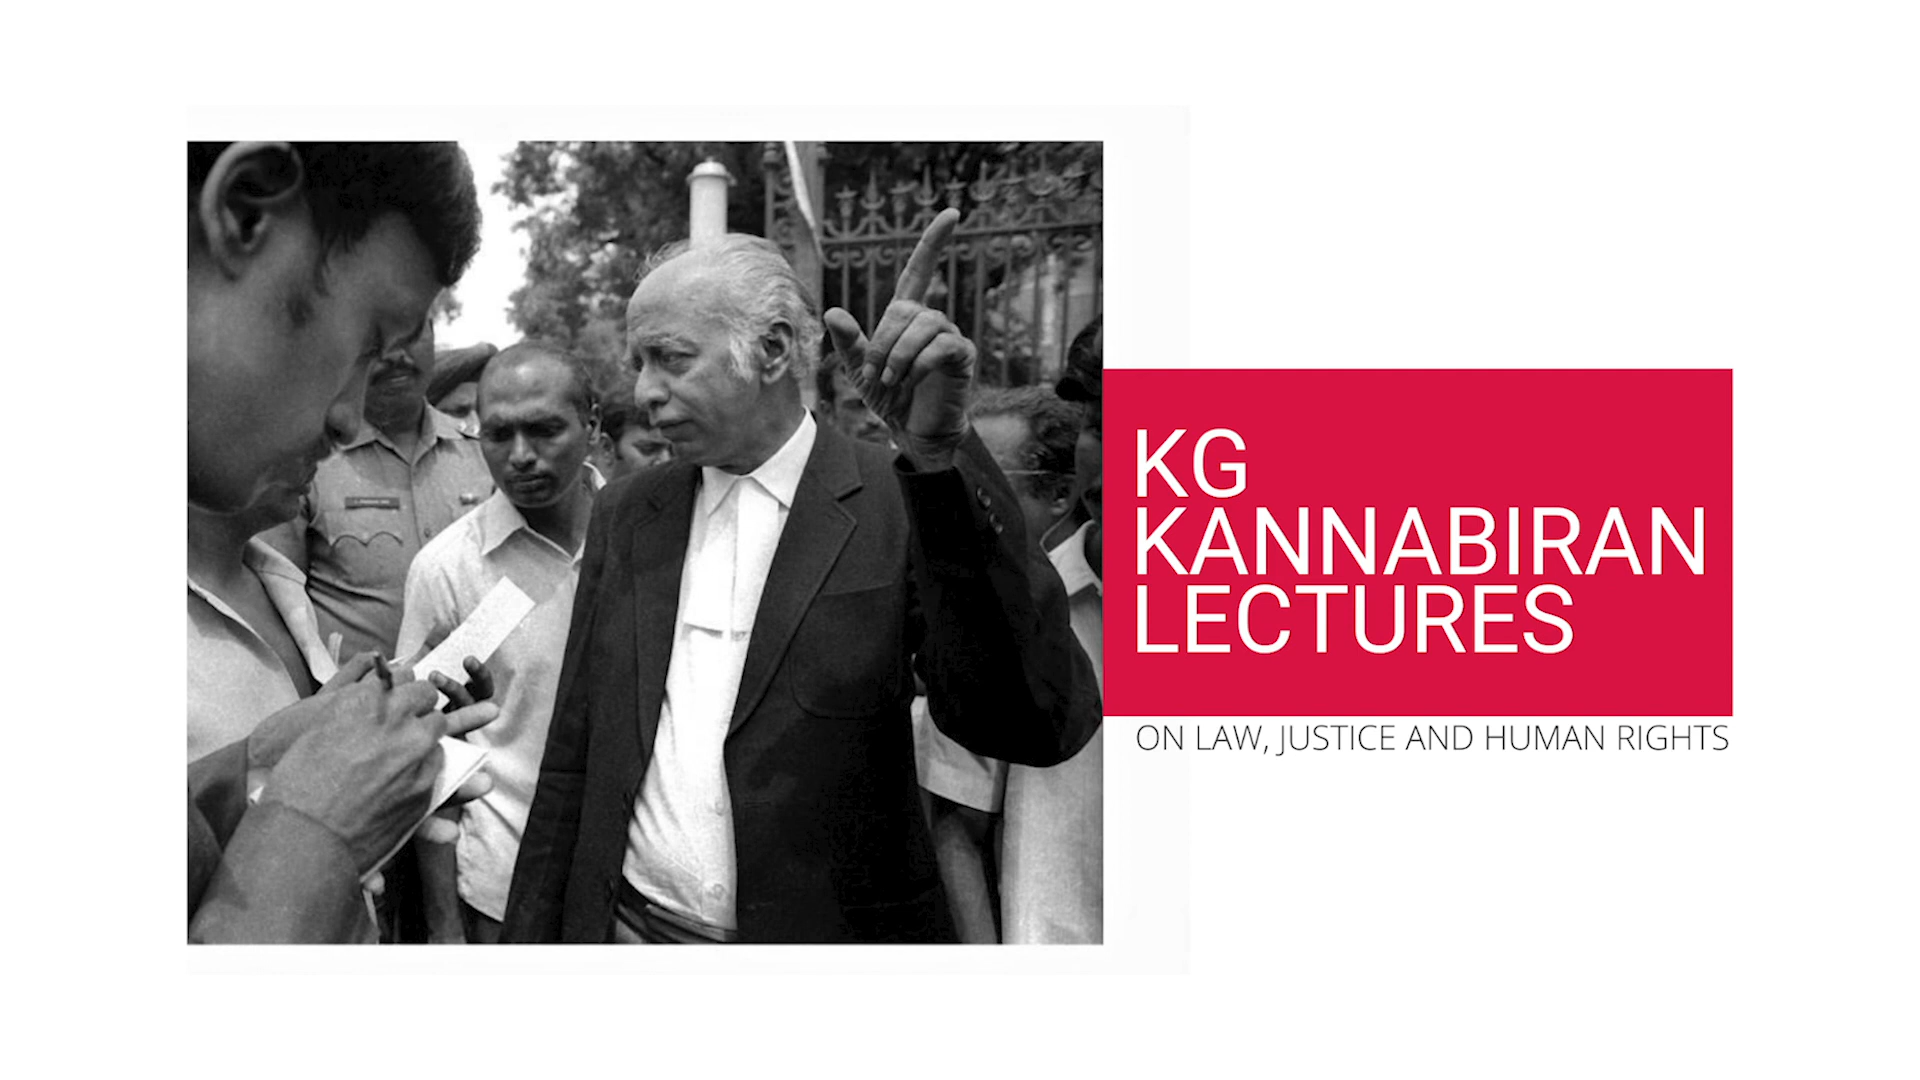 KG
KANNABIRAN
LECTURES
ON LAW, JUSTICE AND HUMAN RIGHTS